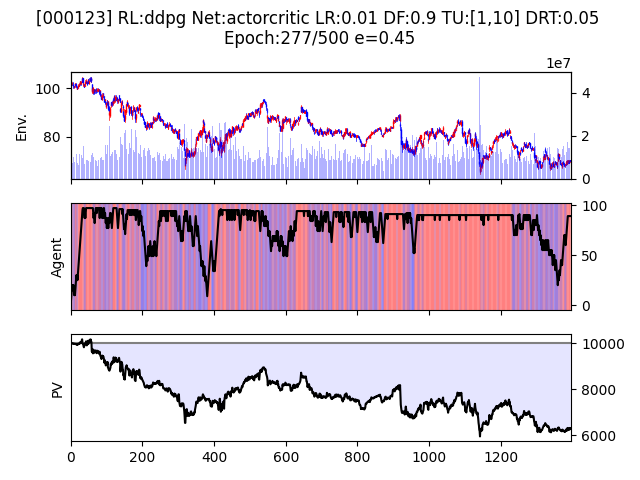 [000123] RL:ddpg Net:actorcritic LR:0.01 DF:0.9 TU:[1,10] DRT:0.05
Epoch:277/500 e=0.45
1e7
100
80
Env.
4
2
0
Agent
100
50
0
PV
10000
8000
6000
0 200 400 600 800 1000 1200